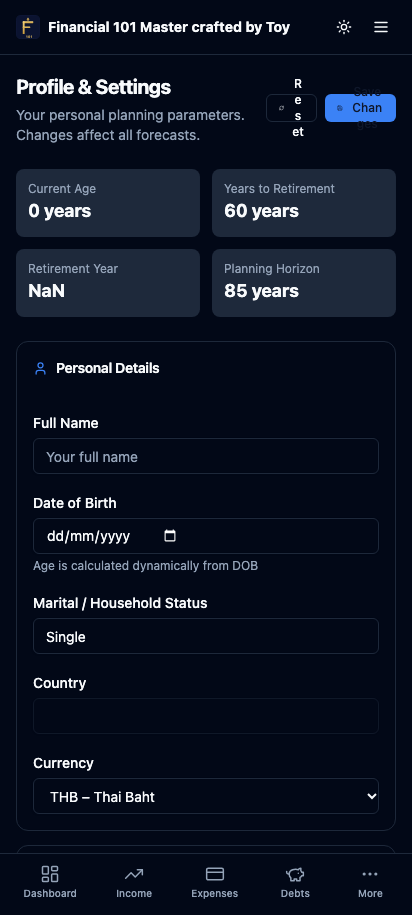 Financial 101 Master crafted by Toy
Profile & Settings
Your personal planning parameters.
Changes affect all forecasts.
Reset
Save Changes
Current Age
0 years
Years to Retirement
60 years
Retirement Year
NaN
Planning Horizon
85 years
Personal Details
Full Name
Your full name
Date of Birth
dd/mm/yyyy
Age is calculated dynamically from DOB
Marital / Household Status
Single
Country
Currency
THB – Thai Baht
Dashboard
Income
Expenses
Debts
More